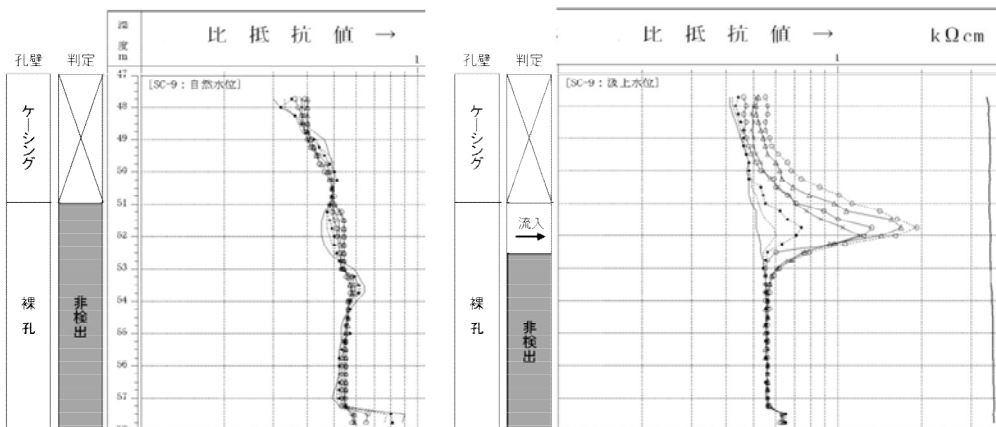 深度m
比抵抗値→
1
孔壁
判定
[SC-9:自然水位]
47
48
49
50
51
52
53
54
55
56
57
ケーシング
裸孔
非検出
比抵抗値→
kΩcm
1
孔壁
判定
[SC-9:汲上水位]
ケーシング
流入
裸孔
非検出